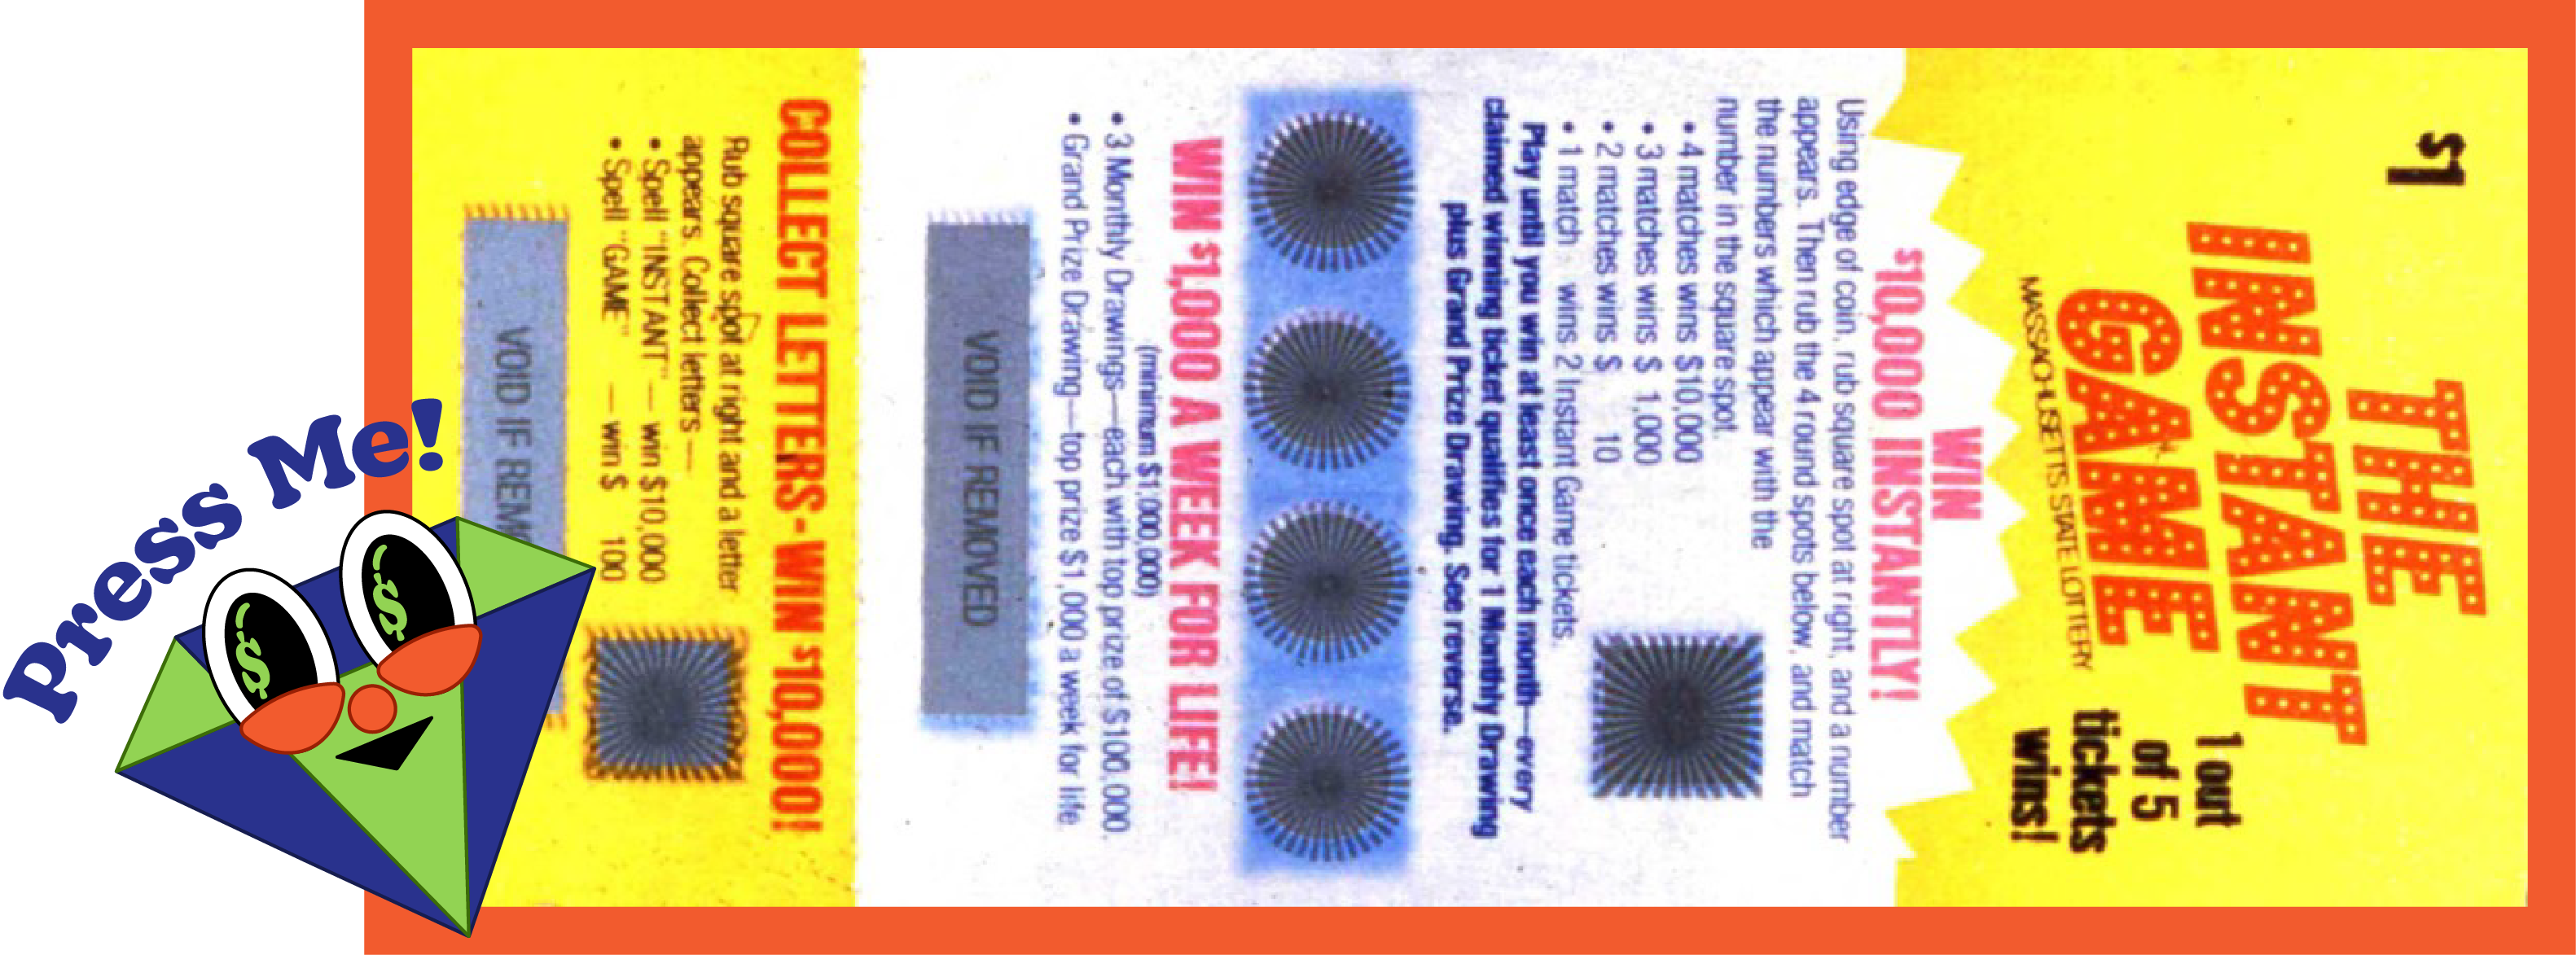 Press Me!
$1
THE
INSTANT
GAME
MASSACHUSETTS STATE LOTTERY
1 out
of 5
tickets
wins!
WIN
$10,000 INSTANTLY!
Using edge of coin, rub square spot at right, and a number
appears. Then rub the 4 round spots below, and match
the numbers which appear with the
number in the square spot.
• 4 matches wins $10,000
• 3 matches wins $ 1,000
• 2 matches wins $ 10
• 1 match wins 2 Instant Game tickets.
Play until you win at least once each month—every
claimed winning ticket qualifies for 1 Monthly Drawing
plus Grand Prize Drawing. See reverse.
WIN $1,000 A WEEK FOR LIFE!
(minimum $1,000,000)
• 3 Monthly Drawings—each with top prize of $100,000.
• Grand Prize Drawing—top prize $1,000 a week for life.
VOID IF REMOVED
COLLECT LETTERS-WIN $10,000!
Rub square spot at right and a letter
appears. Collect letters—
• Spell "INSTANT" — win $10,000
• Spell "GAME" — win $ 100
VOID IF REMO